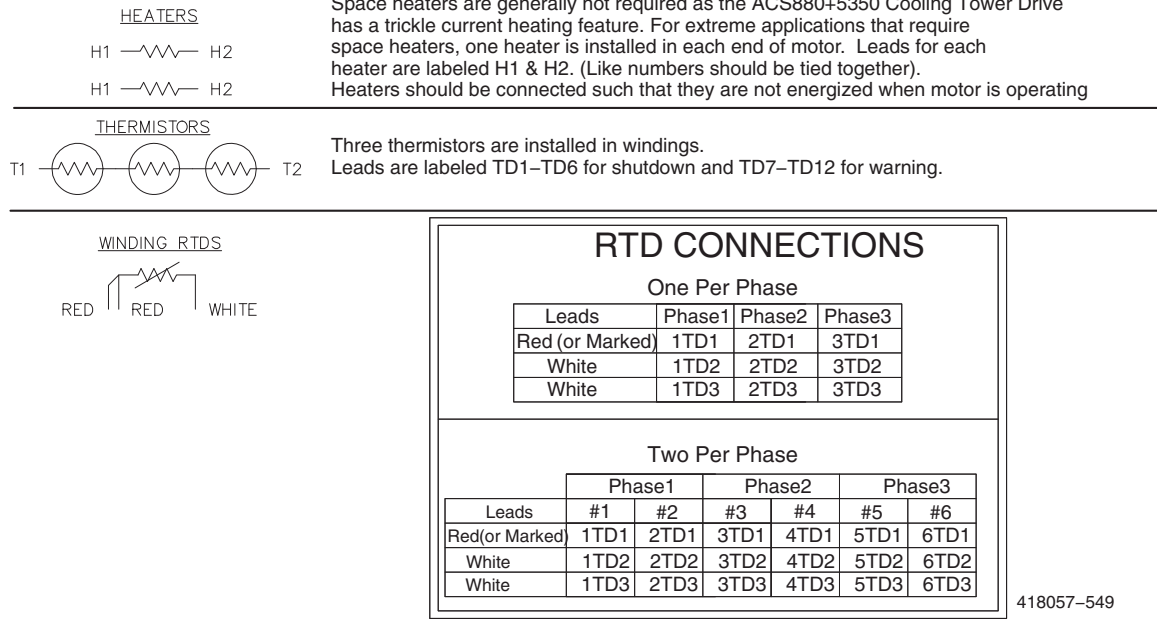 HEATERS
H1 H2
H1 H2
Space heaters are generally not required as the ACS880+5350 Cooling Tower Drive
has a trickle current heating feature. For extreme applications that require
space heaters, one heater is installed in each end of motor.  Leads for each
heater are labeled H1 & H2. (Like numbers should be tied together).
Heaters should be connected such that they are not energized when motor is operating
THERMISTORS
T1 T2
Three thermistors are installed in windings.
Leads are labeled TD1–TD6 for shutdown and TD7–TD12 for warning.
WINDING RTDS
RED RED WHITE
RTD CONNECTIONS
One Per Phase
Leads Phase1 Phase2 Phase3
Red (or Marked) 1TD1 2TD1 3TD1
White 1TD2 2TD2 3TD2
White 1TD3 2TD3 3TD3
Two Per Phase
Phase1 Phase2 Phase3
Leads #1 #2 #3 #4 #5 #6
Red(or Marked) 1TD1 2TD1 3TD1 4TD1 5TD1 6TD1
White 1TD2 2TD2 3TD2 4TD2 5TD2 6TD2
White 1TD3 2TD3 3TD3 4TD3 5TD3 6TD3
418057–549